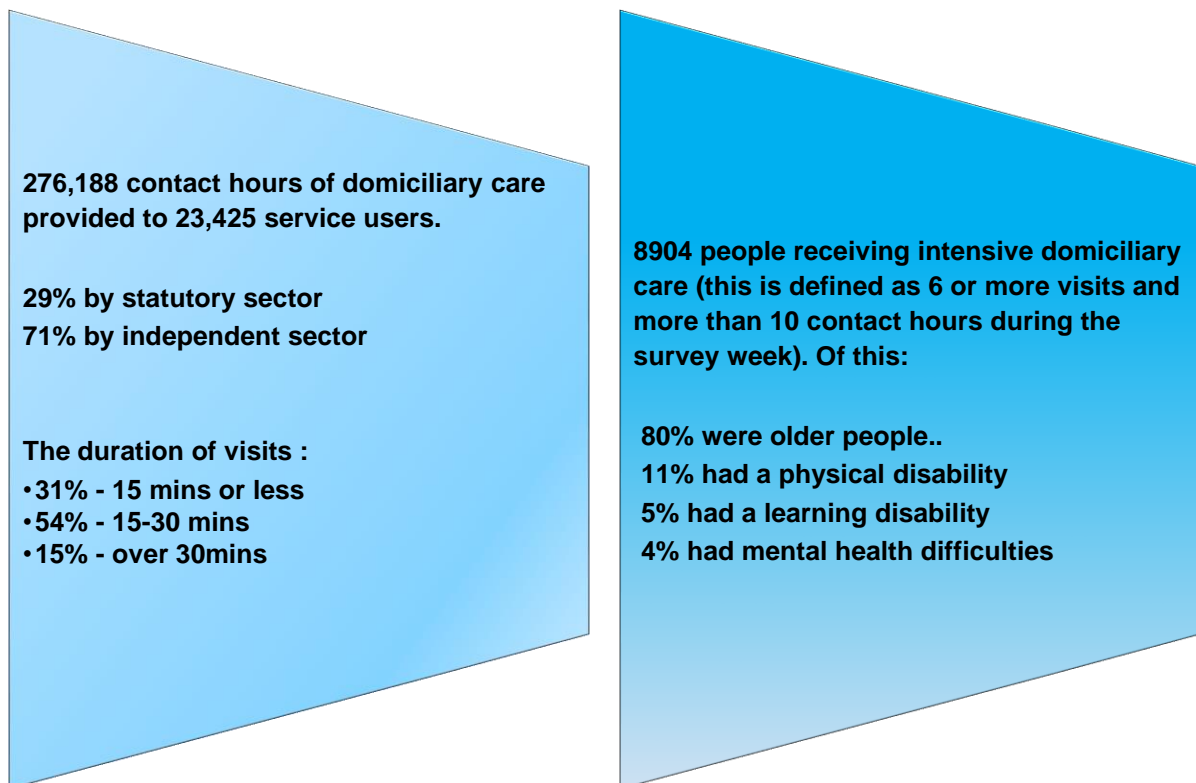 276,188 contact hours of domiciliary care
provided to 23,425 service users.
29% by statutory sector
71% by independent sector
The duration of visits :
•31% - 15 mins or less
•54% - 15-30 mins
•15% - over 30mins
8904 people receiving intensive domiciliary
care (this is defined as 6 or more visits and
more than 10 contact hours during the
survey week). Of this:
80% were older people..
11% had a physical disability
5% had a learning disability
4% had mental health difficulties